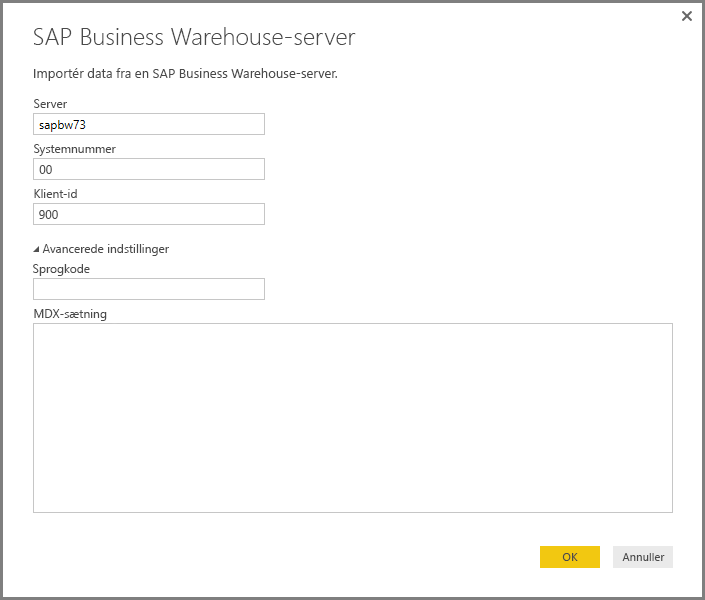 SAP Business Warehouse-server
Importér data fra en SAP Business Warehouse-server.
Server
sapbw73
Systemnummer
00
Klient-id
900
Avancerede indstillinger
Sprogkode
MDX-sætning
OK
Annuller